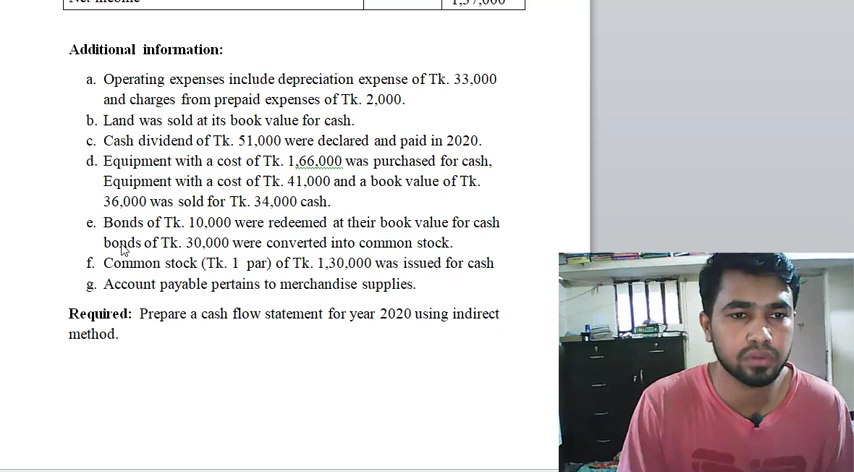 Additional information:
a. Operating expenses include depreciation expense of Tk. 33,000
and charges from prepaid expenses of Tk. 2,000.
b. Land was sold at its book value for cash.
c. Cash dividend of Tk. 51,000 were declared and paid in 2020.
d. Equipment with a cost of Tk. 1,66,000 was purchased for cash,
Equipment with a cost of Tk. 41,000 and a book value of Tk.
36,000 was sold for Tk. 34,000 cash.
e. Bonds of Tk. 10,000 were redeemed at their book value for cash
bonds of Tk. 30,000 were converted into common stock.
f. Common stock (Tk. 1 par) of Tk. 1,30,000 was issued for cash
g. Account payable pertains to merchandise supplies.
Required: Prepare a cash flow statement for year 2020 using indirect
method.